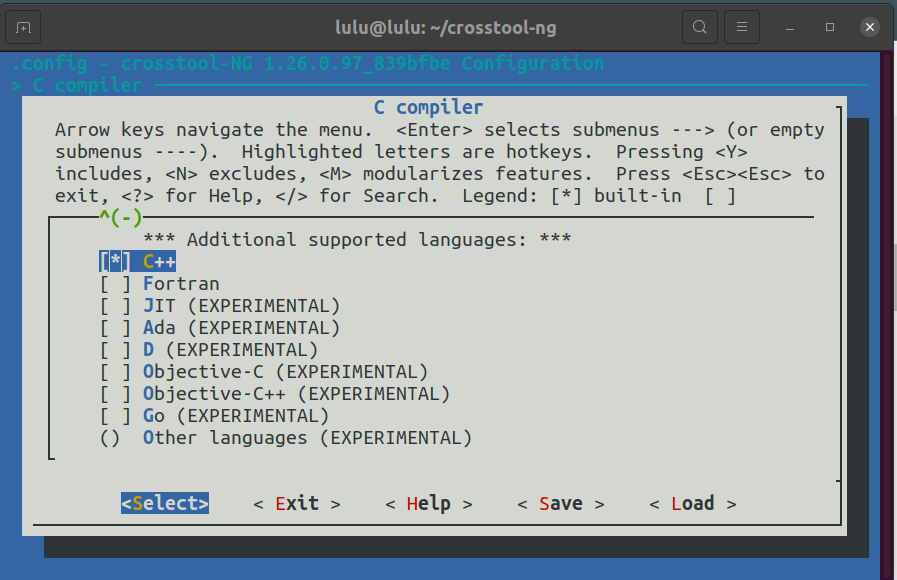 lulu@lulu: ~/crosstool-ng
.config - crosstool-NG 1.26.0.97_839bfbe Configuration
> C compiler
C compiler
Arrow keys navigate the menu.  <Enter> selects submenus ---> (or empty
submenus ----).  Highlighted letters are hotkeys.  Pressing <Y>
includes, <N> excludes, <M> modularizes features.  Press <Esc><Esc> to
exit, <?> for Help, </> for Search.  Legend: [*] built-in  [ ]
^(-)
*** Additional supported languages: ***
[*] C++
[ ] Fortran
[ ] JIT (EXPERIMENTAL)
[ ] Ada (EXPERIMENTAL)
[ ] D (EXPERIMENTAL)
[ ] Objective-C (EXPERIMENTAL)
[ ] Objective-C++ (EXPERIMENTAL)
[ ] Go (EXPERIMENTAL)
() Other languages (EXPERIMENTAL)
<Select> < Exit > < Help > < Save > < Load >